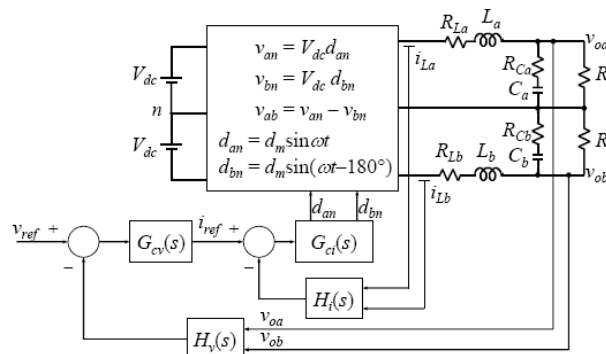 V_dc
n
V_dc
v_an = V_dc d_an
v_bn = V_dc d_bn
v_ab = v_an − v_bn
d_an = d_m sin ωt
d_bn = d_m sin(ωt−180°)
R_La
L_a
i_La
v_oa
R_Ca
C_a
R
R_Cb
C_b
R
R_Lb
L_b
i_Lb
v_ob
d_an
d_bn
v_ref
+
−
G_cv(s)
i_ref
+
−
G_ci(s)
H_i(s)
H_v(s)
v_oa
v_ob